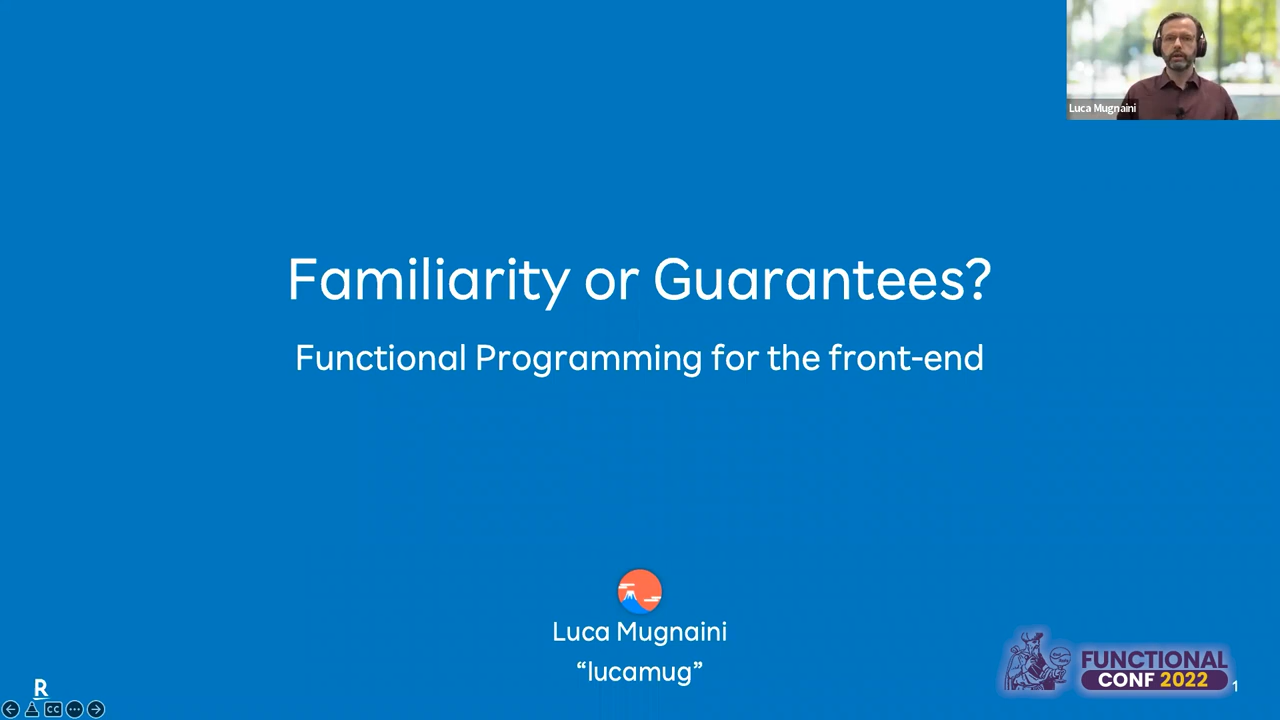 Luca Mugnaini
Familiarity or Guarantees?
Functional Programming for the front-end
Luca Mugnaini
“lucamug”
R
CC
FUNCTIONAL
CONF 2022
1